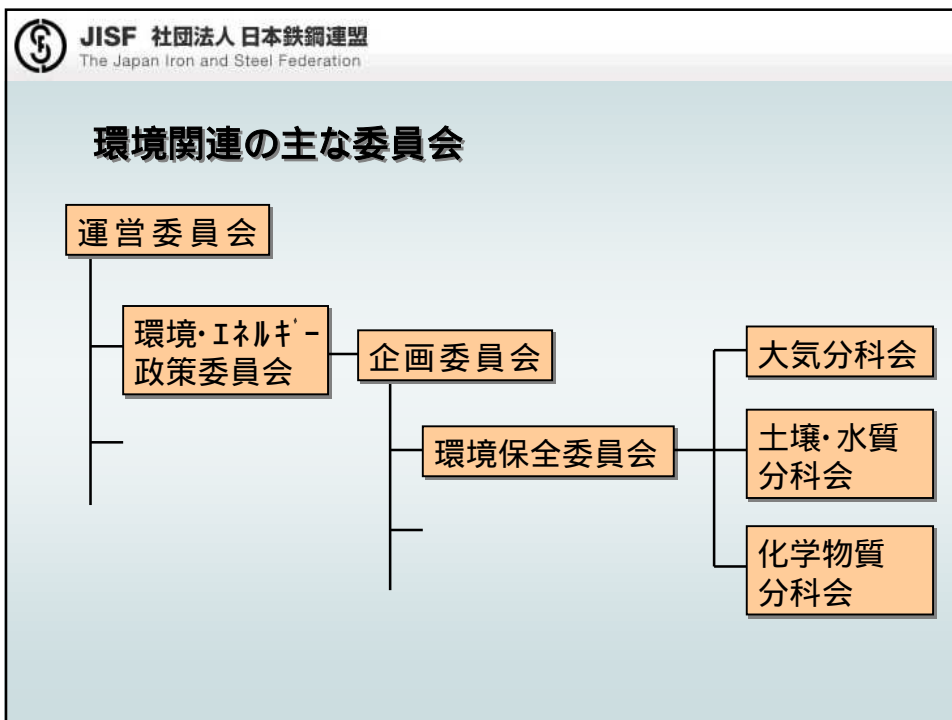 JISF 社団法人 日本鉄鋼連盟
The Japan Iron and Steel Federation
環境関連の主な委員会
運営委員会
環境・ｴﾈﾙｷﾞｰ
政策委員会
企画委員会
環境保全委員会
大気分科会
土壌・水質
分科会
化学物質
分科会